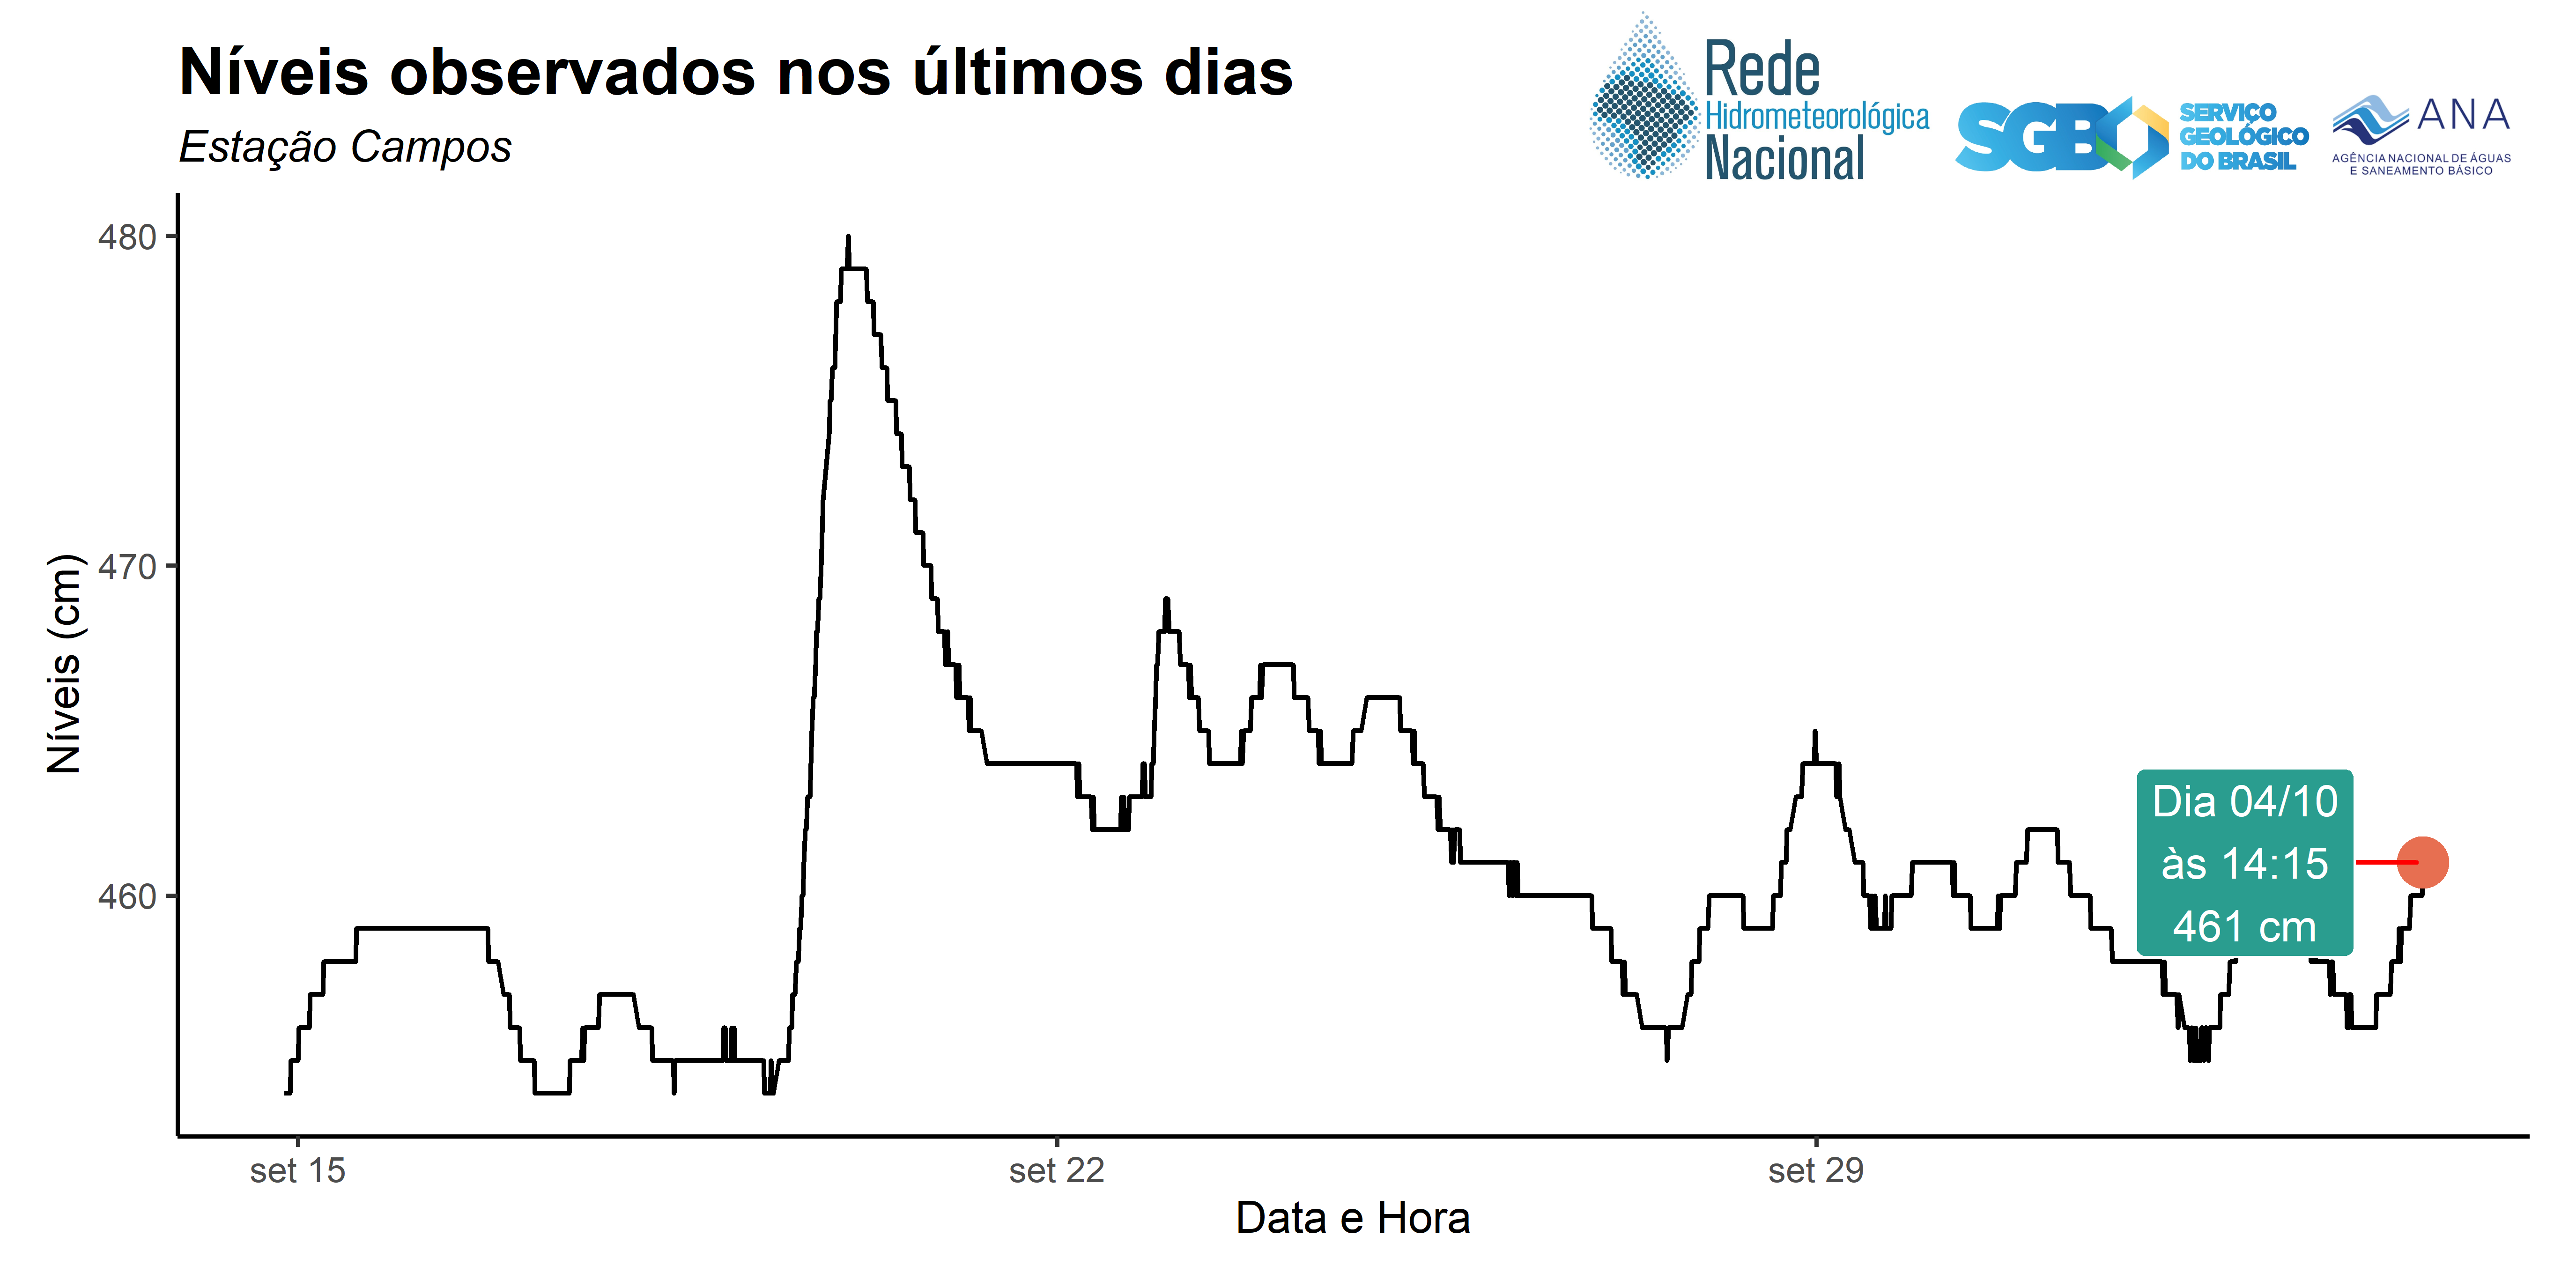 Níveis observados nos últimos dias
Estação Campos
Rede
Hidrometeorológica
Nacional
SGB
SERVIÇO
GEOLÓGICO
DO BRASIL
ANA
AGÊNCIA NACIONAL DE ÁGUAS
E SANEAMENTO BÁSICO
Níveis (cm)
480
470
460
Dia 04/10
às 14:15
461 cm
set 15
set 22
set 29
Data e Hora